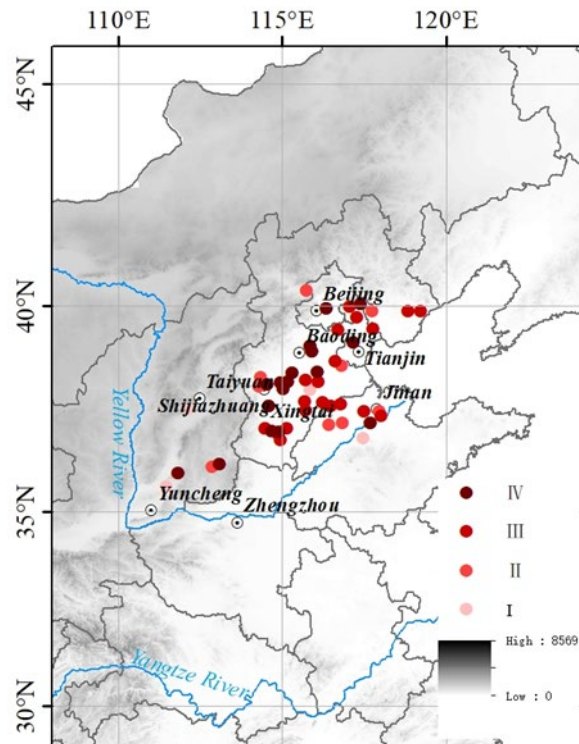 110°E 115°E 120°E
45°N
40°N
35°N
30°N
Beijing
Baoding
Tianjin
Taiyuan
Jinan
Shijiazhuang
Xingtai
Yellow River
Yuncheng
Zhengzhou
Yangtze River
IV
III
II
I
High : 8569
Low : 0